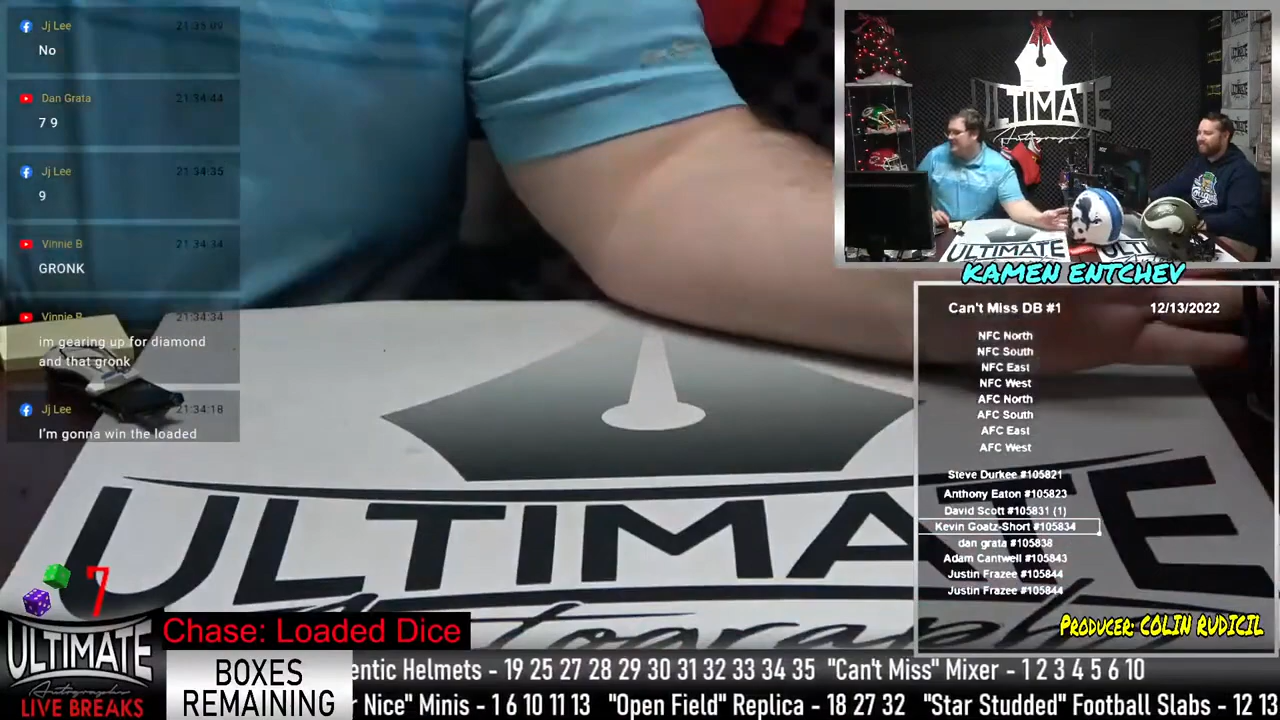 Jj Lee 21:35:09
No
Dan Grata 21:34:44
7 9
Jj Lee 21:34:35
9
Vinnie B 21:34:34
GRONK
Vinnie B 21:34:34
im gearing up for diamond
and that gronk
Jj Lee 21:34:18
I'm gonna win the loaded
ULTIMATE
Autographs
ULTIMATE
KAMEN ENTCHEV
Can't Miss DB #1 12/13/2022
NFC North
NFC South
NFC East
NFC West
AFC North
AFC South
AFC East
AFC West
Steve Durkee #105821
Anthony Eaton #105823
David Scott #105831 (1)
Kevin Goatz-Short #105834
dan grata #105838
Adam Cantwell #105843
Justin Frazee #105844
Justin Frazee #105844
Producer: COLIN RUDICIL
ULTIMATE
Autographs
7
Chase: Loaded Dice
ULTIMATE
Autographs
LIVE BREAKS
BOXES
REMAINING
entic Helmets - 19 25 27 28 29 30 31 32 33 34 35 "Can't Miss" Mixer - 1 2 3 4 5 6 10
r Nice" Minis - 1 6 10 11 13 "Open Field" Replica - 18 27 32 "Star Studded" Football Slabs - 12 13